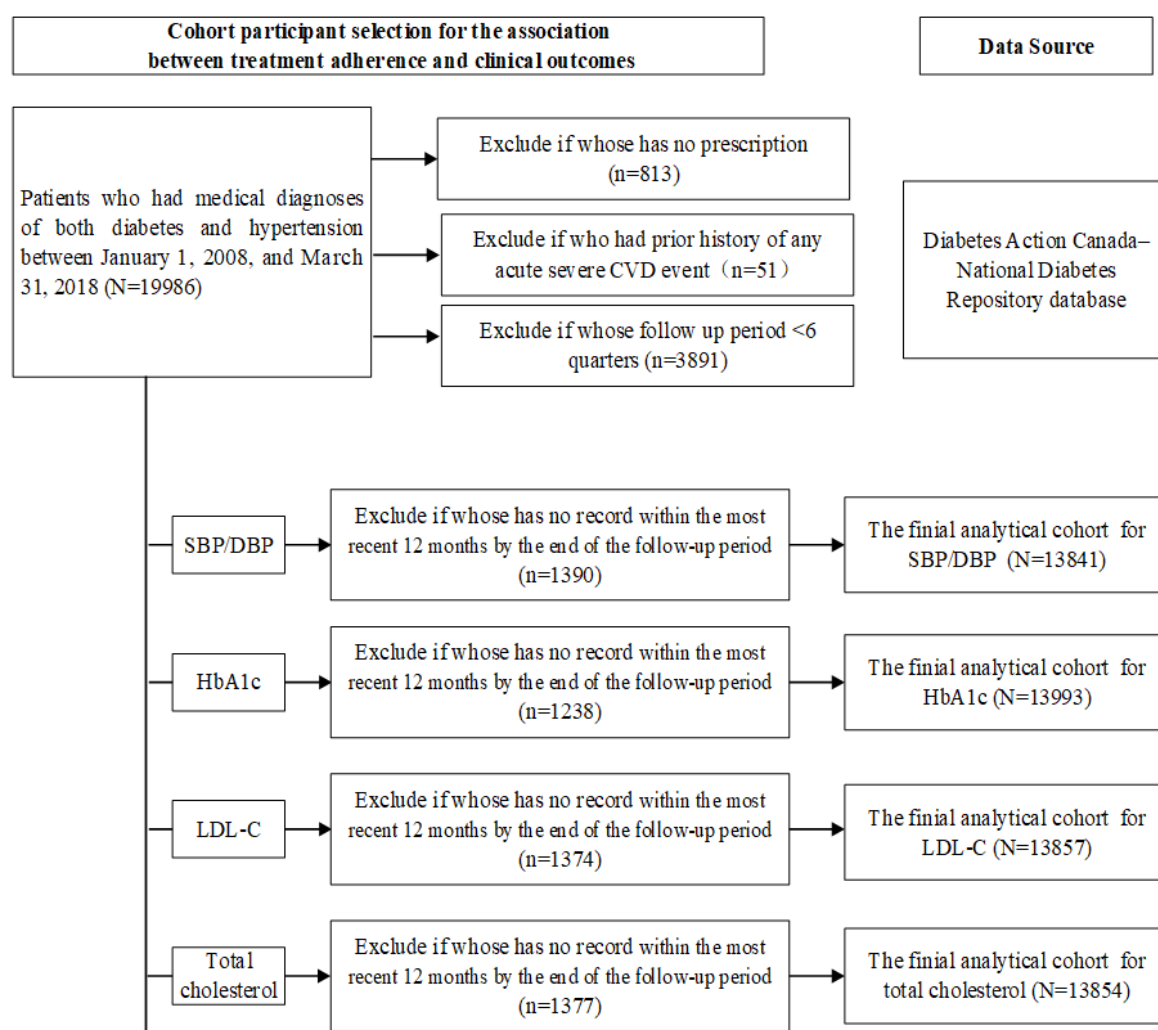 Cohort participant selection for the association
between treatment adherence and clinical outcomes
Data Source
Patients who had medical diagnoses
of both diabetes and hypertension
between January 1, 2008, and March
31, 2018 (N=19986)
Exclude if whose has no prescription
(n=813)
Exclude if who had prior history of any
acute severe CVD event（n=51）
Exclude if whose follow up period <6
quarters (n=3891)
Diabetes Action Canada–
National Diabetes
Repository database
SBP/DBP
Exclude if whose has no record within the most
recent 12 months by the end of the follow-up period
(n=1390)
The finial analytical cohort for
SBP/DBP (N=13841)
HbA1c
Exclude if whose has no record within the most
recent 12 months by the end of the follow-up period
(n=1238)
The finial analytical cohort for
HbA1c (N=13993)
LDL-C
Exclude if whose has no record within the most
recent 12 months by the end of the follow-up period
(n=1374)
The finial analytical cohort for
LDL-C (N=13857)
Total
cholesterol
Exclude if whose has no record within the most
recent 12 months by the end of the follow-up period
(n=1377)
The finial analytical cohort for
total cholesterol (N=13854)